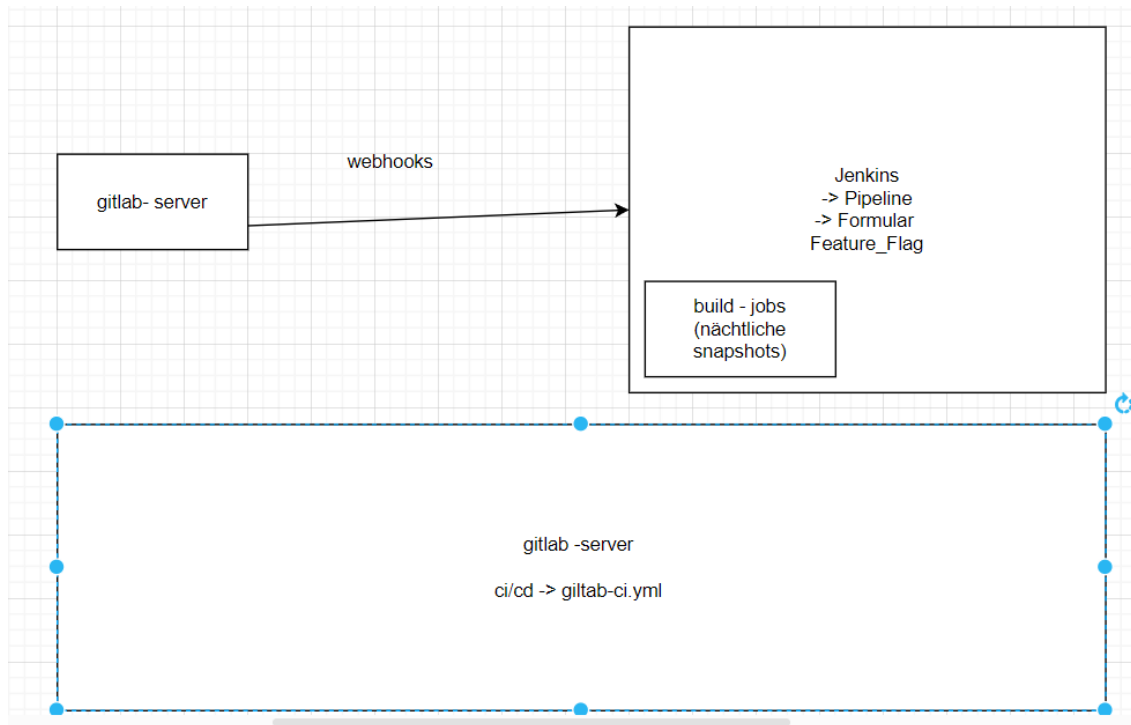 webhooks
gitlab- server
Jenkins
-> Pipeline
-> Formular
Feature_Flag
build - jobs
(nächtliche
snapshots)
gitlab -server
ci/cd -> giltab-ci.yml